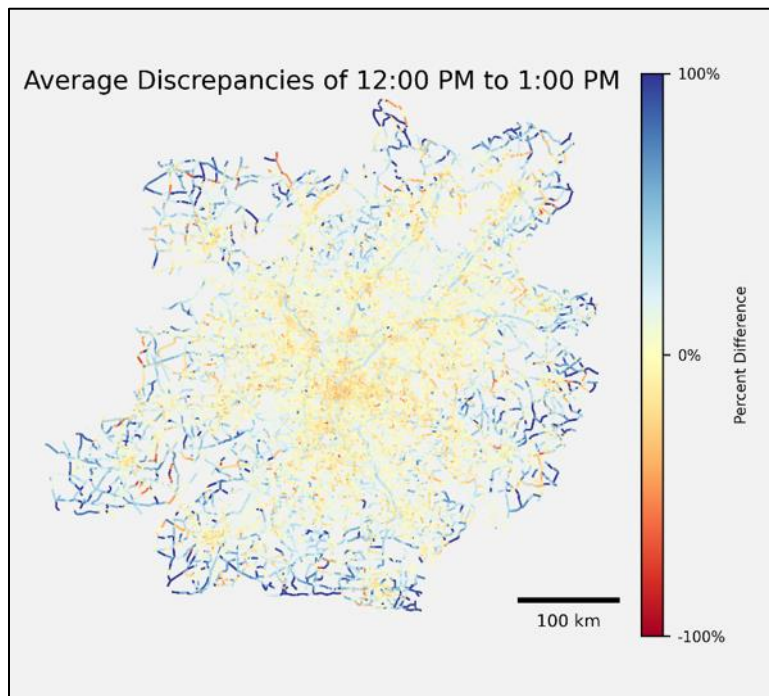 Average Discrepancies of 12:00 PM to 1:00 PM
100%
0%
-100%
Percent Difference
100 km